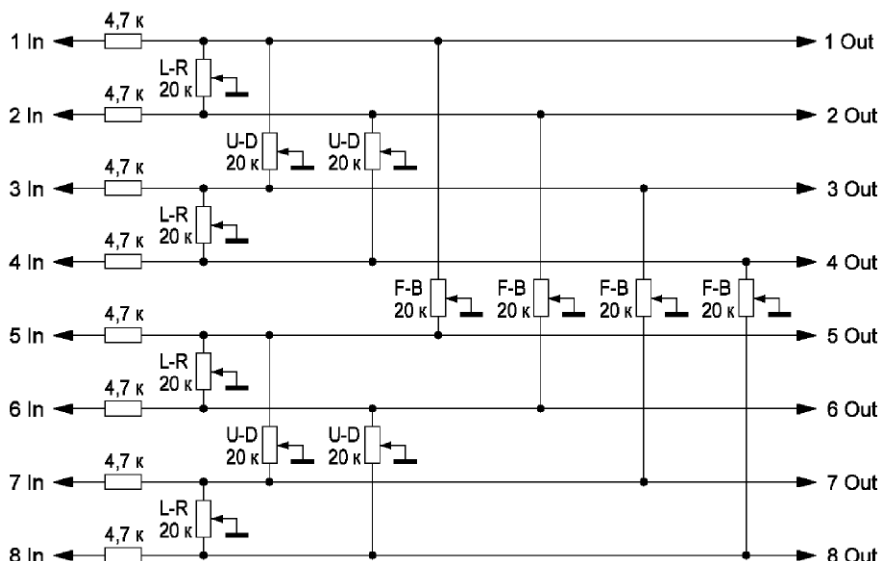 4,7 к
1 In 1 Out
L-R
20 к
4,7 к
2 In 2 Out
U-D U-D
20 к 20 к
4,7 к
3 In 3 Out
L-R
20 к
4,7 к
4 In 4 Out
F-B F-B F-B F-B
20 к 20 к 20 к 20 к
4,7 к
5 In 5 Out
L-R
20 к
4,7 к
6 In 6 Out
U-D U-D
20 к 20 к
4,7 к
7 In 7 Out
L-R
20 к
4,7 к
8 In 8 Out